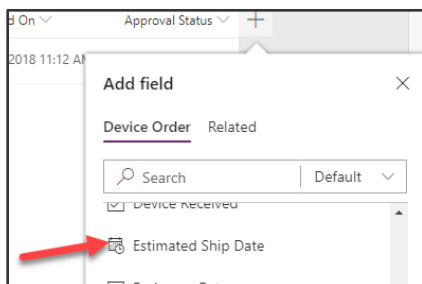 d On Approval Status
2018 11:12 AM
Add field
Device Order Related
Search Default
Device Received
Estimated Ship Date